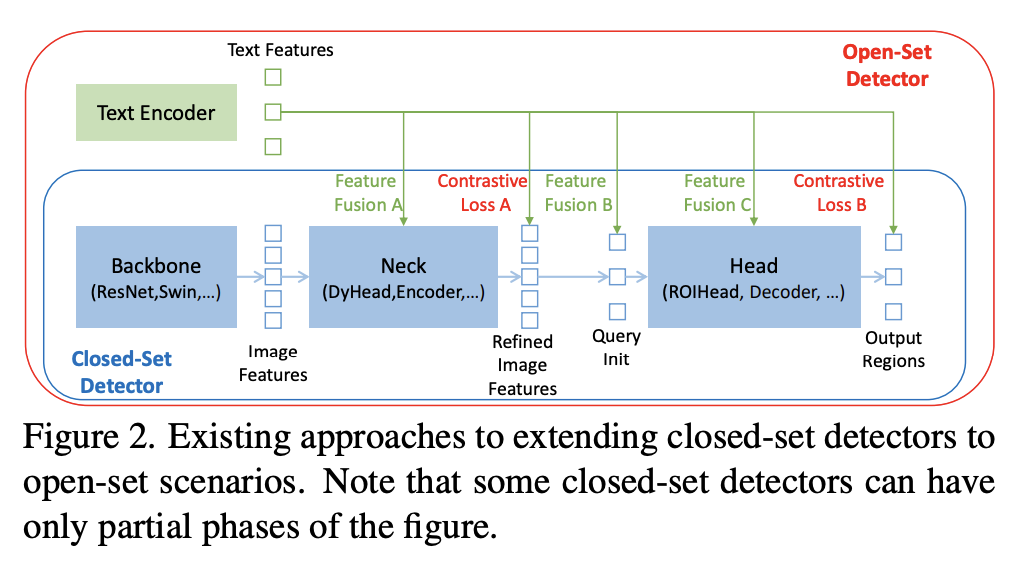 Text Features
Open-Set
Detector
Text Encoder
Feature
Fusion A
Contrastive
Loss A
Feature
Fusion B
Feature
Fusion C
Contrastive
Loss B
Backbone
(ResNet,Swin,...)
Neck
(DyHead,Encoder,...)
Head
(ROIHead, Decoder, ...)
Closed-Set
Detector
Image
Features
Refined
Image
Features
Query
Init
Output
Regions
Figure 2. Existing approaches to extending closed-set detectors to
open-set scenarios. Note that some closed-set detectors can have
only partial phases of the figure.